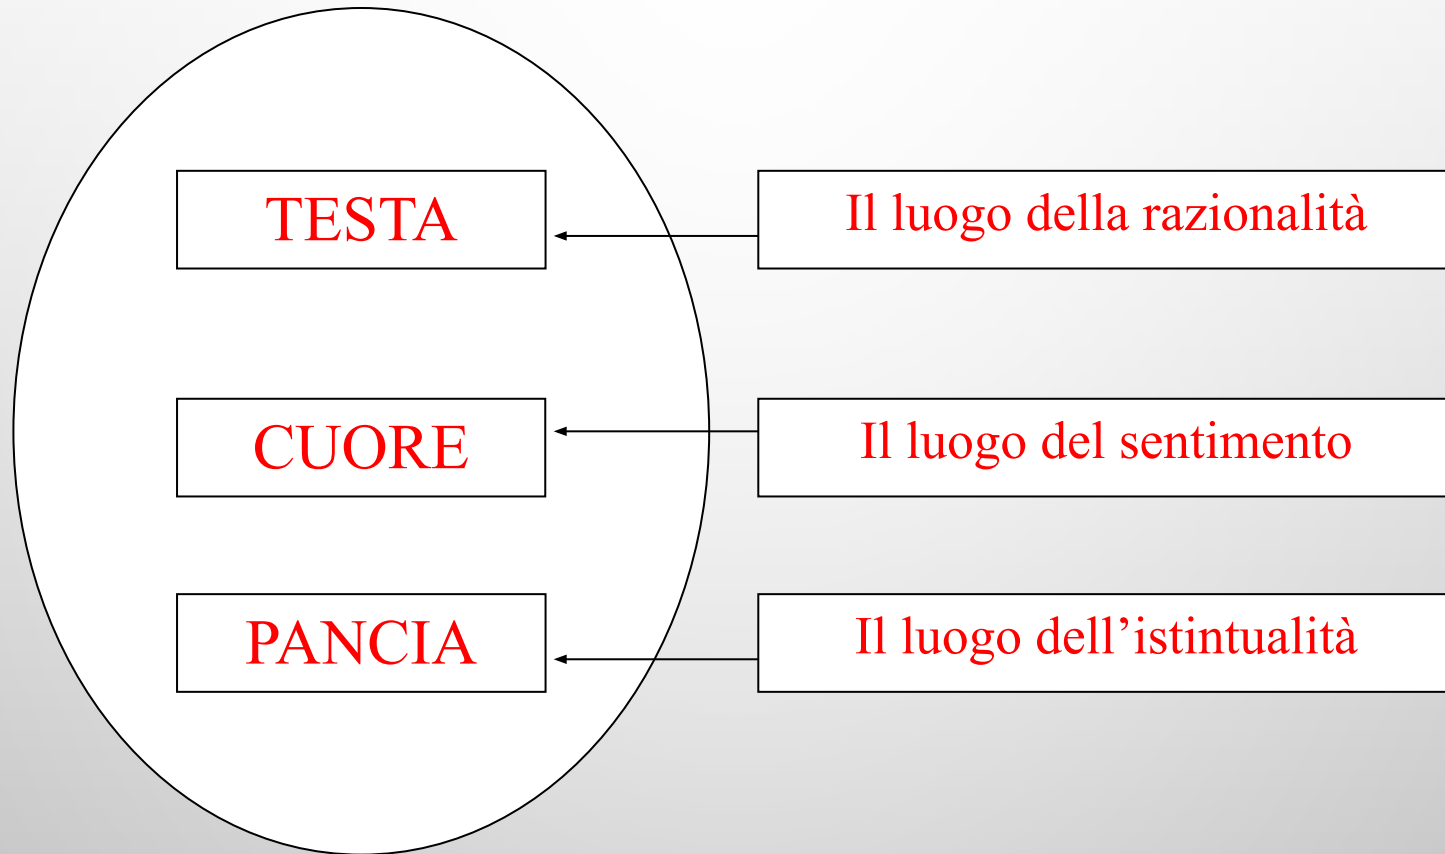 TESTA
Il luogo della razionalità
CUORE
Il luogo del sentimento
PANCIA
Il luogo dell’istintualità